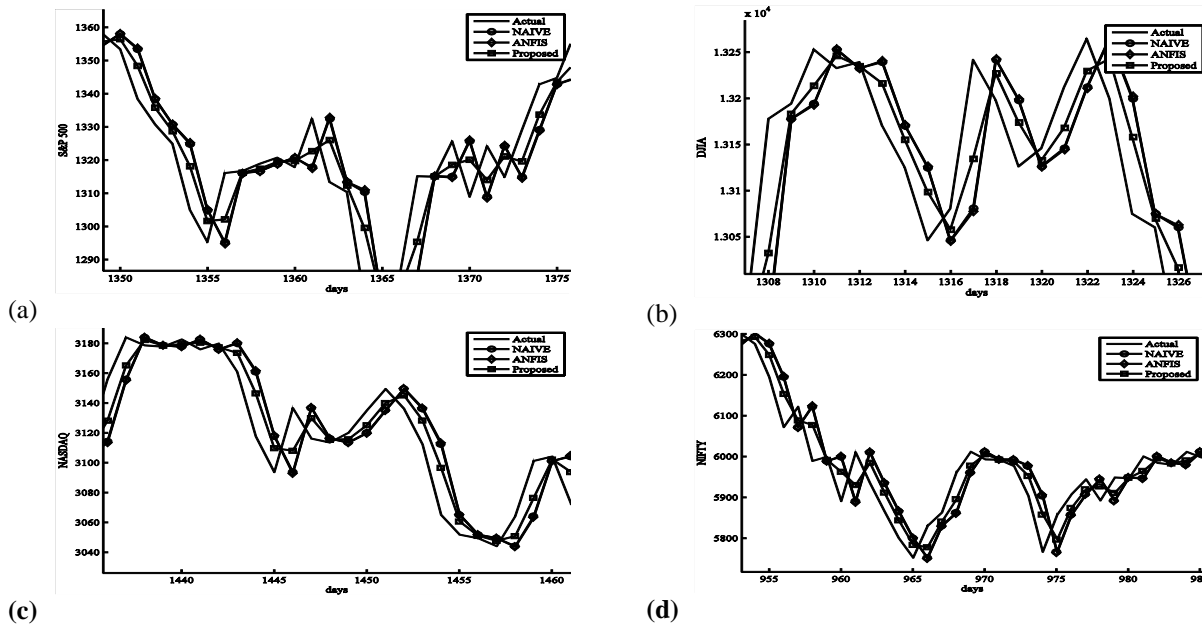 1360
1350
1340
1330
1320
1310
1300
1290
S&P 500
1350
1355
1360
1365
1370
1375
days
Actual
NAIVE
ANFIS
Proposed
(a)
x 10⁴
1.325
1.32
1.315
1.31
1.305
DJIA
1308
1310
1311
1312
1314
1316
1318
1320
1322
1324
1326
days
Actual
NAIVE
ANFIS
Proposed
(b)
3180
3160
3140
3120
3100
3080
3060
3040
NASDAQ
1440
1445
1450
1455
1460
days
Actual
NAIVE
ANFIS
Proposed
(c)
6300
6200
6100
6000
5900
5800
NIFTY
955
960
965
970
975
980
days
Actual
NAIVE
ANFIS
Proposed
(d)